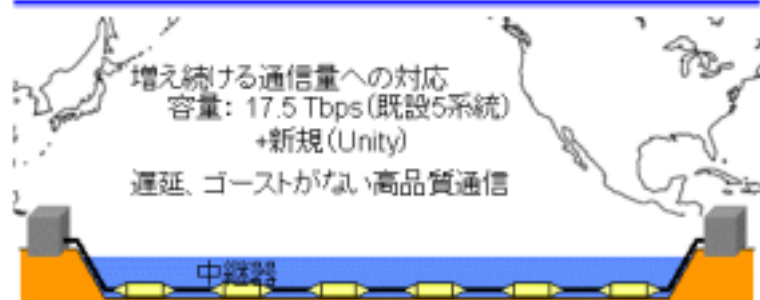 増え続ける通信量への対応
容量: 17.5 Tbps(既設5系統)
+新規(Unity)
遅延、ゴーストがない高品質通信
中継器